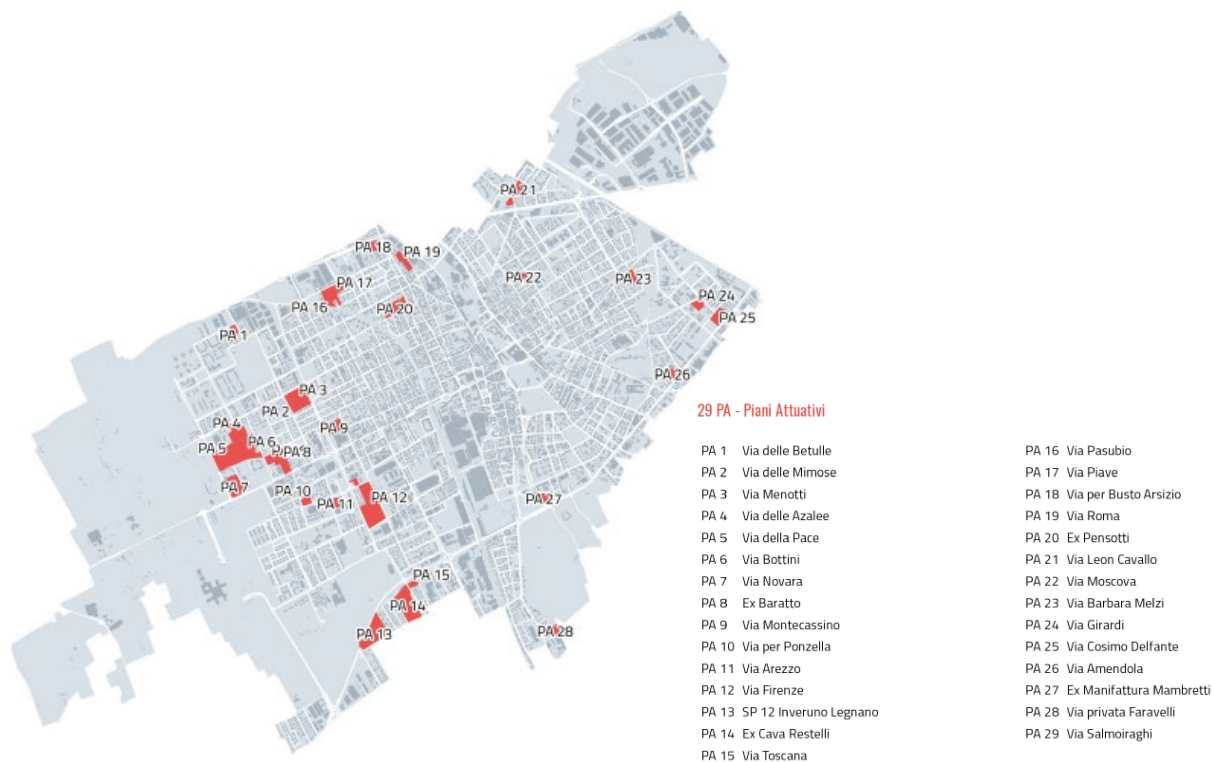 PA 21
PA 18
PA 19
PA 22
PA 23
PA 17
PA 16
PA 20
PA 24
PA 25
PA 1
PA 26
PA 3
PA 2
PA 4
PA 9
PA 5
PA 6
PA 8
PA 7
PA 10
PA 11
PA 12
PA 27
PA 15
PA 14
PA 13
PA 28
29 PA - Piani Attuativi
PA 1 Via delle Betulle
PA 2 Via delle Mimose
PA 3 Via Menotti
PA 4 Via delle Azalee
PA 5 Via della Pace
PA 6 Via Bottini
PA 7 Via Novara
PA 8 Ex Baratto
PA 9 Via Montecassino
PA 10 Via per Ponzella
PA 11 Via Arezzo
PA 12 Via Firenze
PA 13 SP 12 Inveruno Legnano
PA 14 Ex Cava Restelli
PA 15 Via Toscana
PA 16 Via Pasubio
PA 17 Via Piave
PA 18 Via per Busto Arsizio
PA 19 Via Roma
PA 20 Ex Pensotti
PA 21 Via Leon Cavallo
PA 22 Via Moscova
PA 23 Via Barbara Melzi
PA 24 Via Girardi
PA 25 Via Cosimo Delfante
PA 26 Via Amendola
PA 27 Ex Manifattura Mambretti
PA 28 Via privata Faravelli
PA 29 Via Salmoiraghi